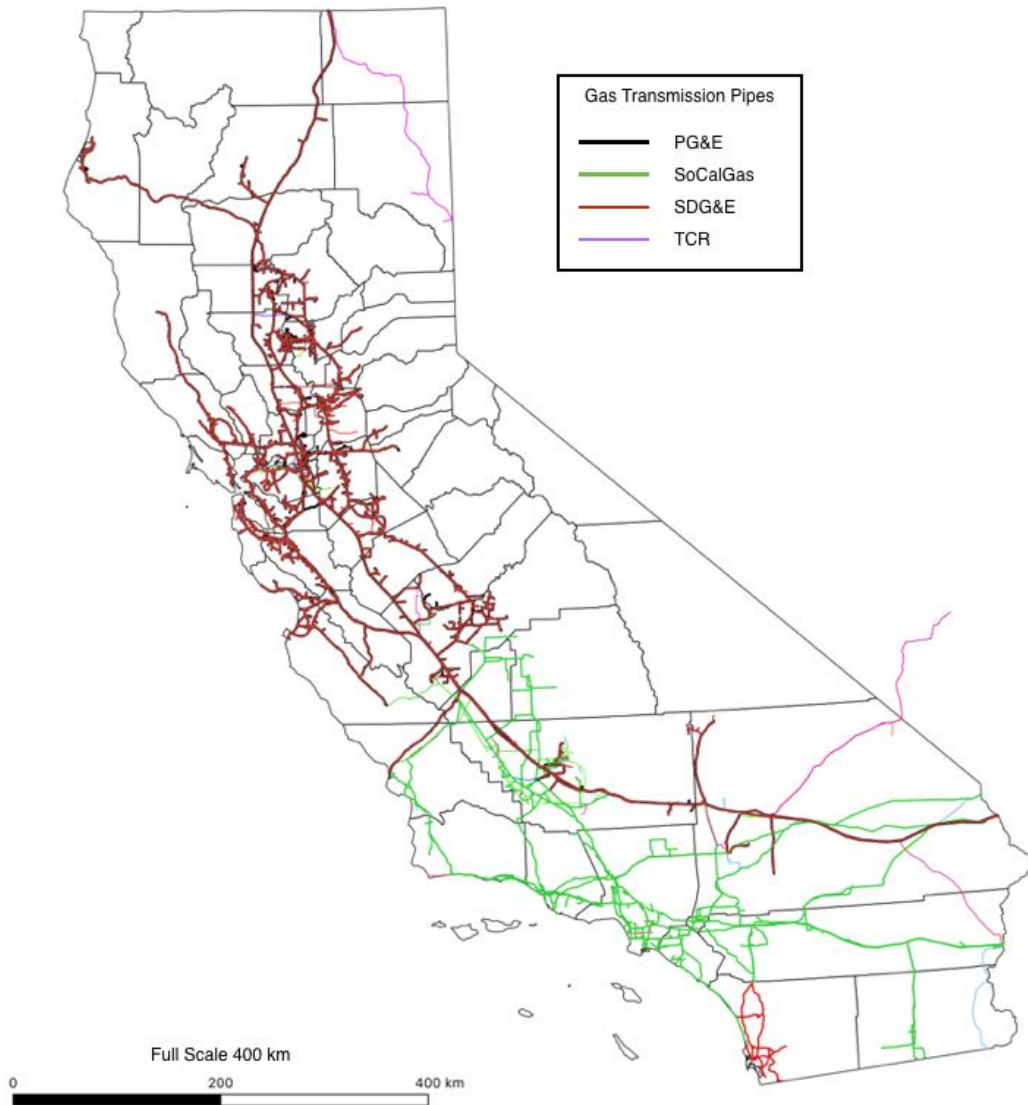 Gas Transmission Pipes
PG&E
SoCalGas
SDG&E
TCR
Full Scale 400 km
0 200 400 km